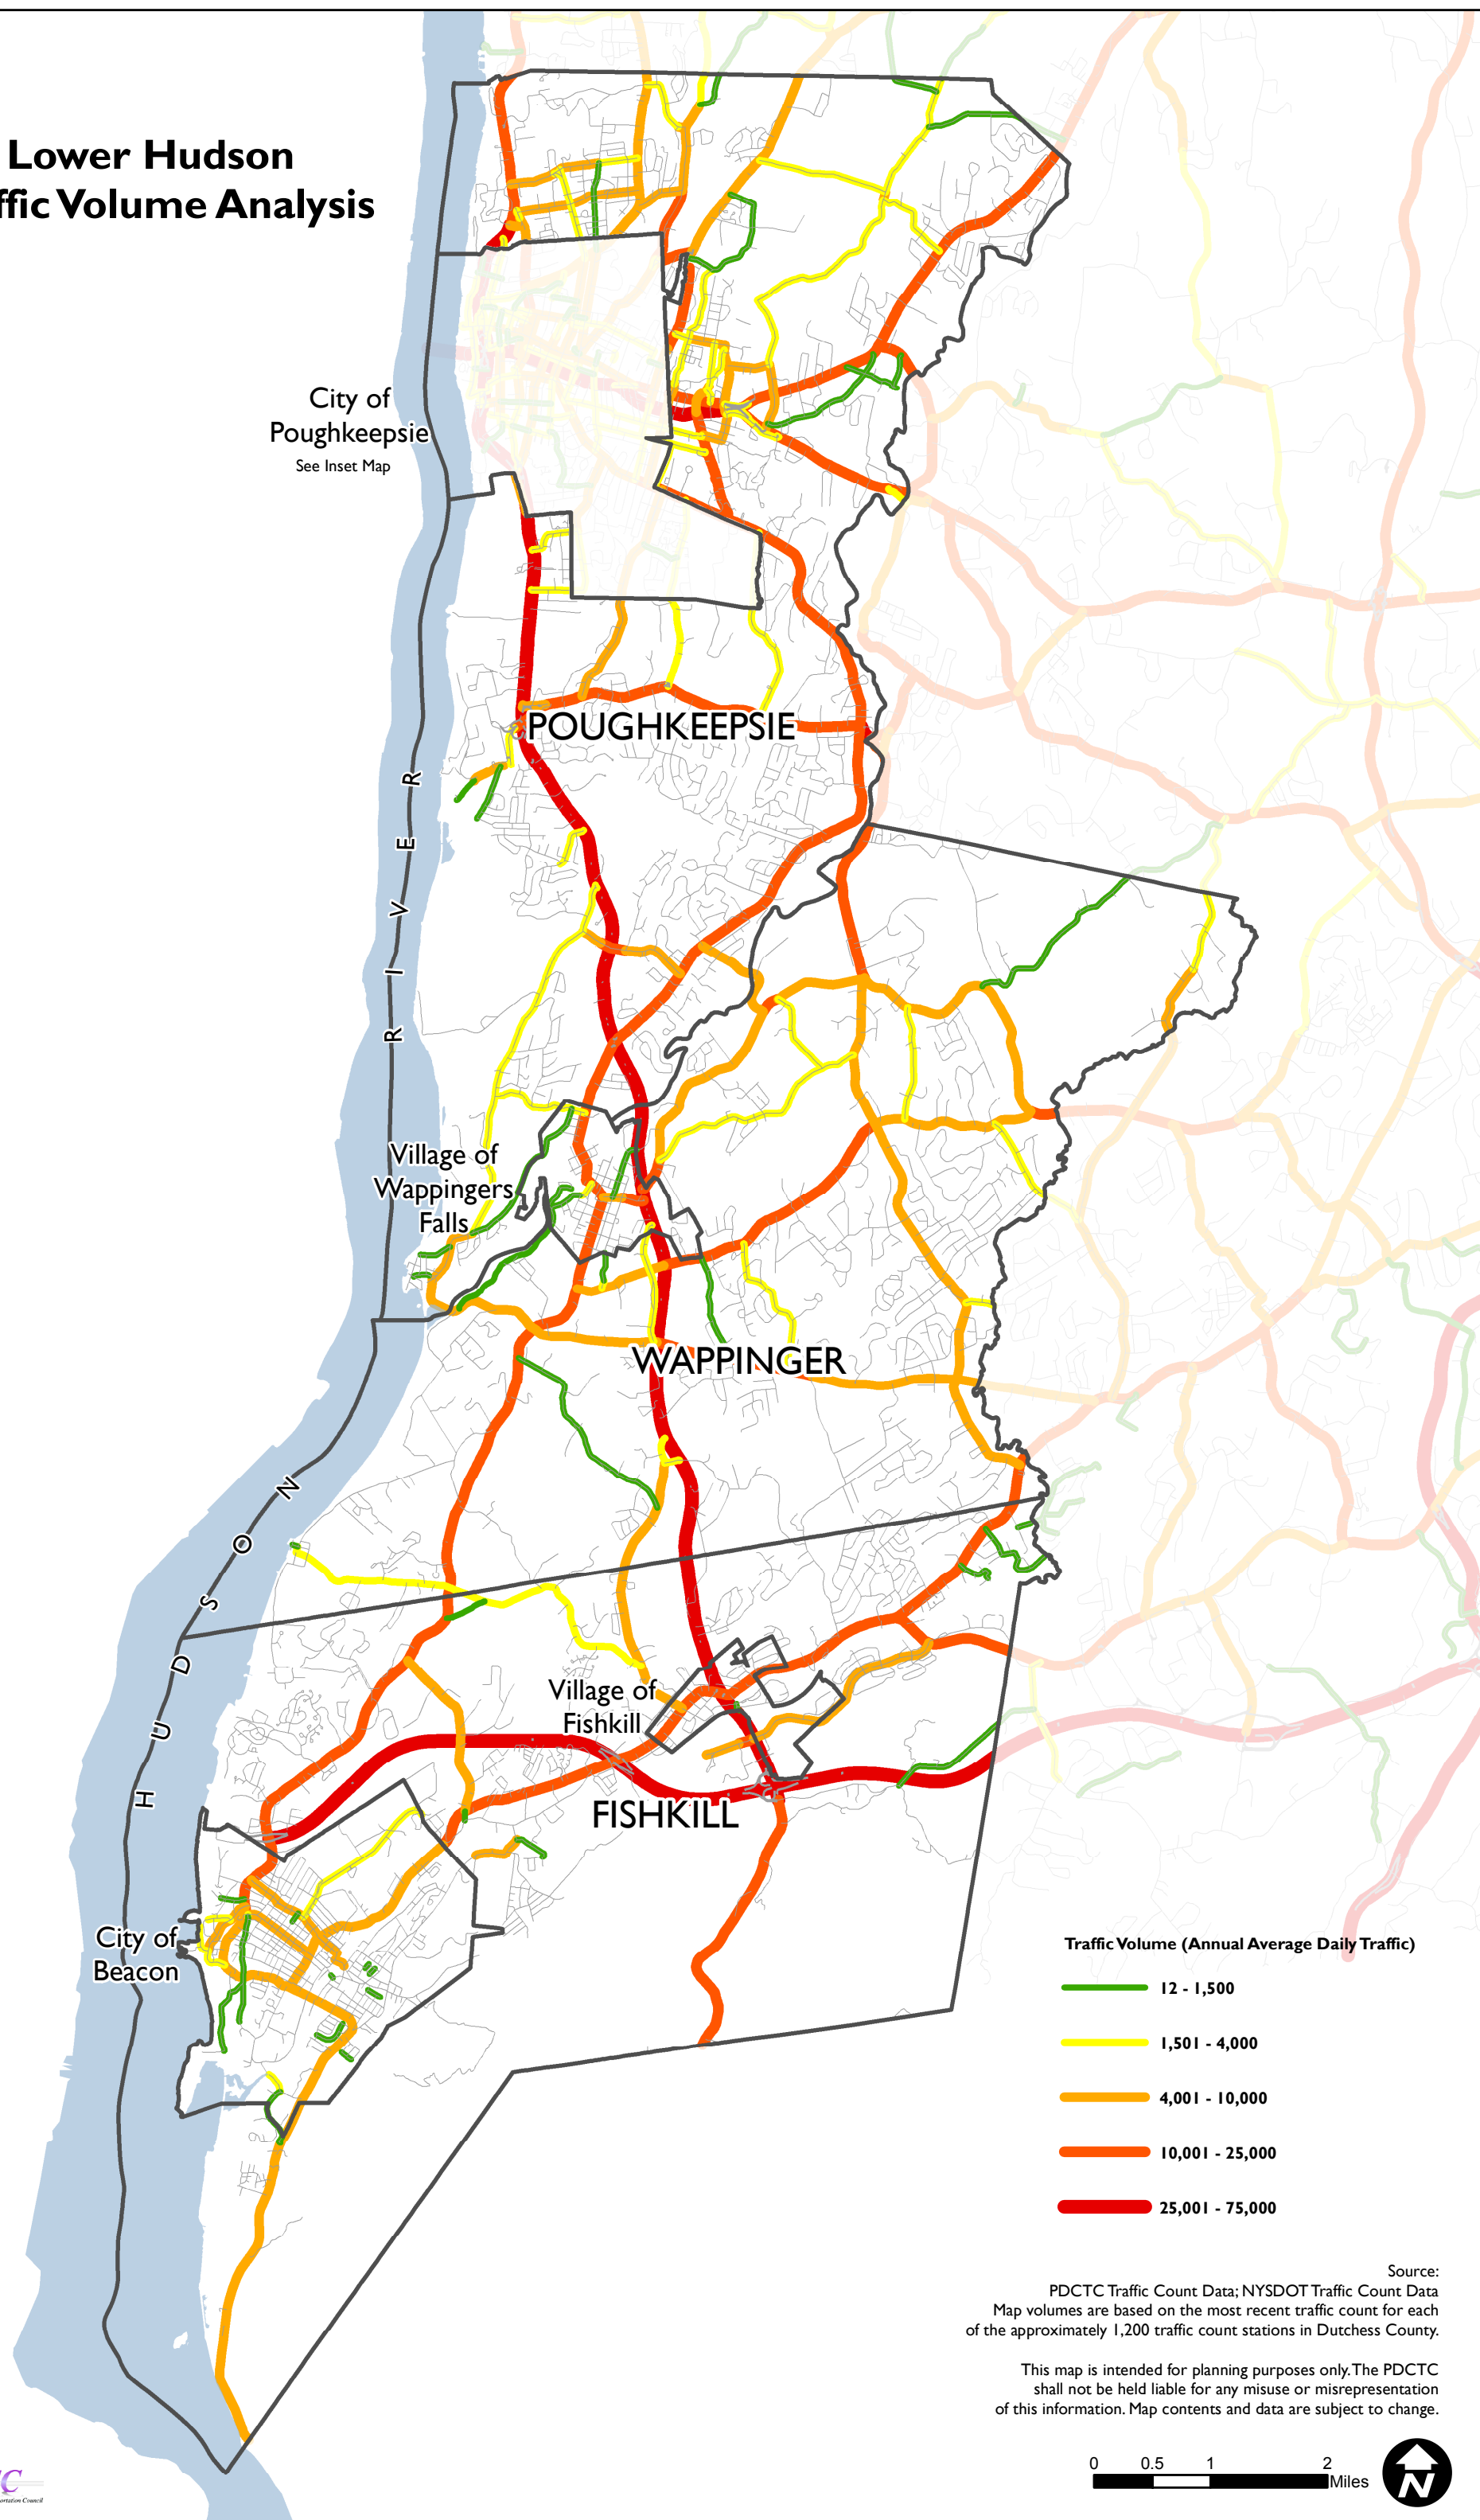 Lower Hudson
ffic Volume Analysis
City of
Poughkeepsie
See Inset Map
POUGHKEEPSIE
HUDSON RIVER
Village of
Wappingers
Falls
WAPPINGER
Village of
Fishkill
FISHKILL
City of
Beacon
Traffic Volume (Annual Average Daily Traffic)
12 - 1,500
1,501 - 4,000
4,001 - 10,000
10,001 - 25,000
25,001 - 75,000
Source:
PDCTC Traffic Count Data; NYSDOT Traffic Count Data
Map volumes are based on the most recent traffic count for each
of the approximately 1,200 traffic count stations in Dutchess County.
This map is intended for planning purposes only. The PDCTC
shall not be held liable for any misuse or misrepresentation
of this information. Map contents and data are subject to change.
0 0.5 1 2
Miles
N
C
ortation Council